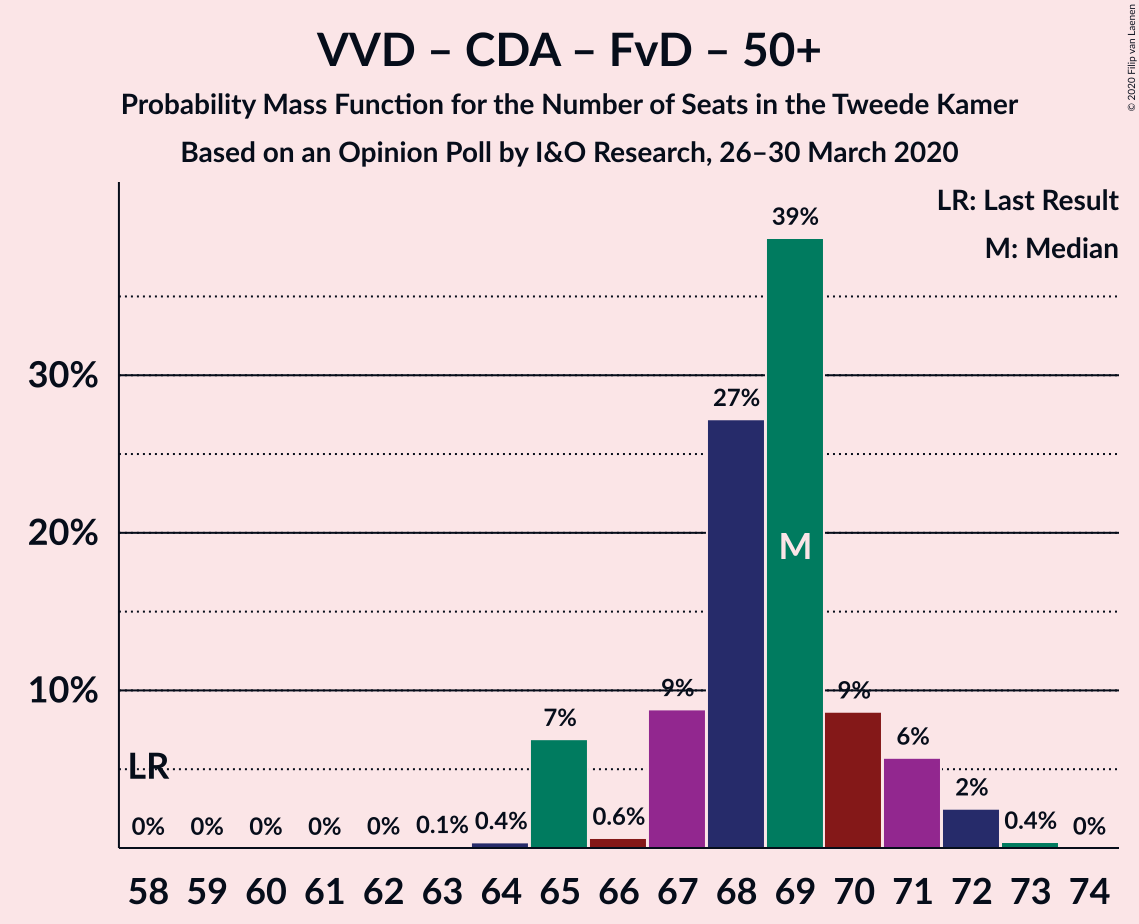 VVD – CDA – FvD – 50+
Probability Mass Function for the Number of Seats in the Tweede Kamer
Based on an Opinion Poll by I&O Research, 26–30 March 2020
© 2020 Filip van Laenen
LR: Last Result
M: Median
39%
30%
27%
20%
M
10%
9%
9%
7%
6%
LR
2%
0% 0% 0% 0% 0% 0.1% 0.4% 0.6% 0.4% 0%
58 59 60 61 62 63 64 65 66 67 68 69 70 71 72 73 74